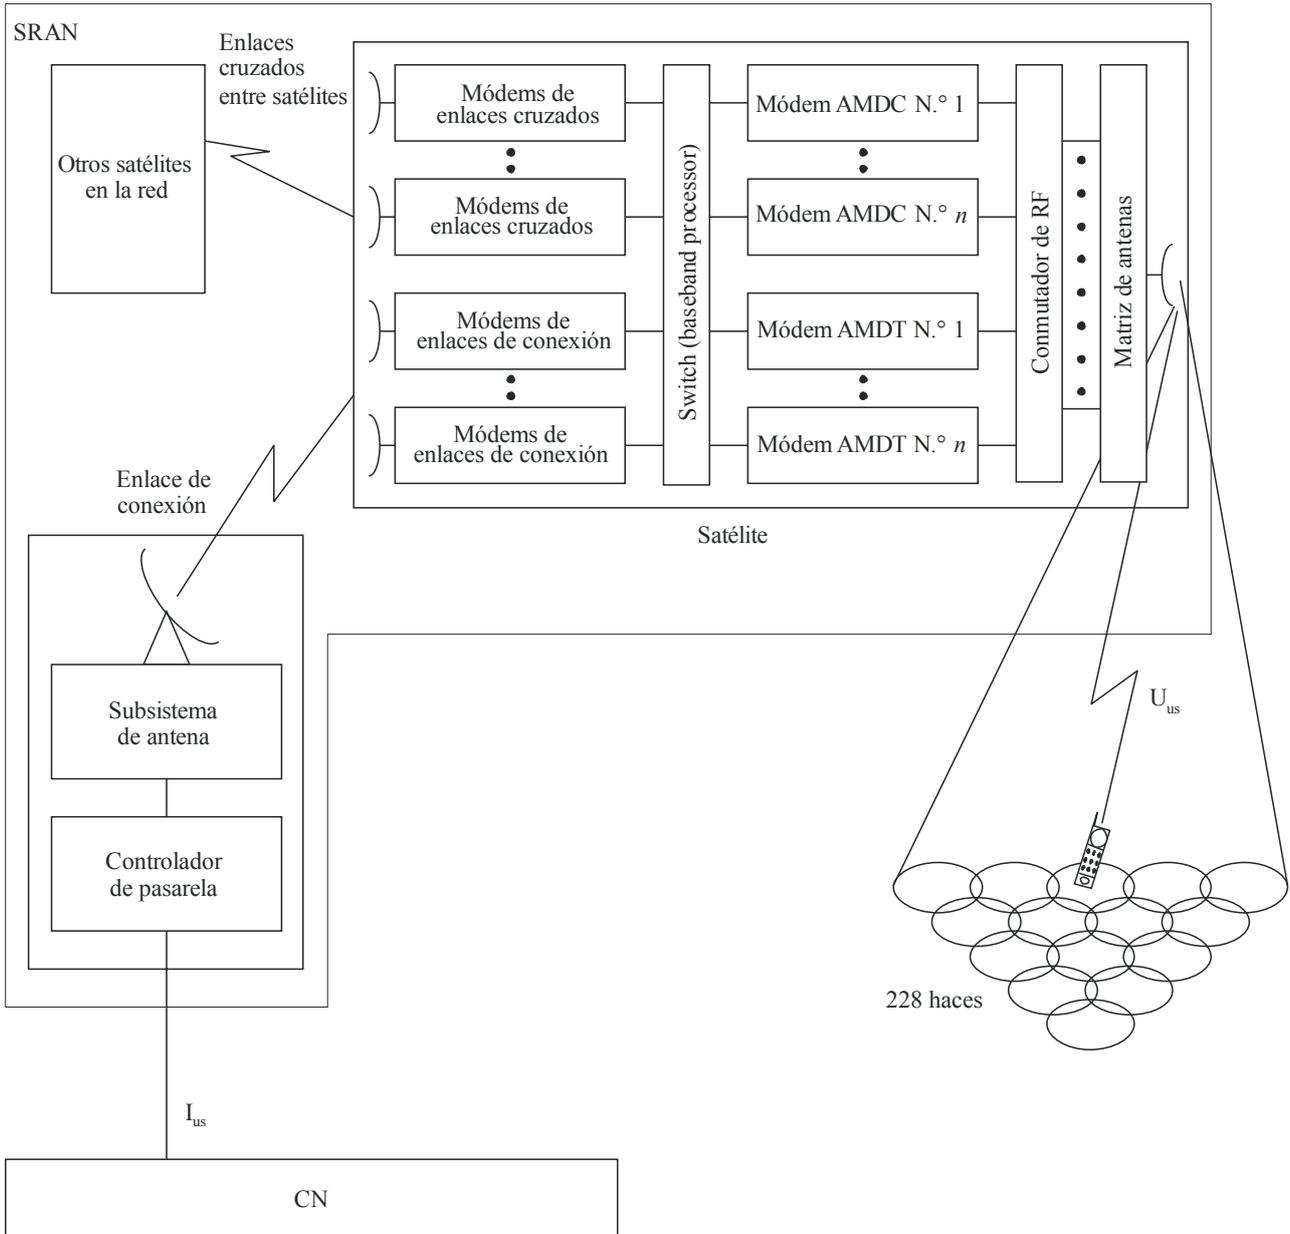 SRAN
Enlaces
cruzados
entre satélites
Otros satélites
en la red
Módems de
enlaces cruzados
Módems de
enlaces cruzados
Módems de
enlaces de conexión
Módems de
enlaces de conexión
Switch (baseband processor)
Módem AMDC N.° 1
Módem AMDC N.° n
Módem AMDT N.° 1
Módem AMDT N.° n
Conmutador de RF
Matriz de antenas
Satélite
Enlace de
conexión
Subsistema
de antena
Controlador
de pasarela
Uus
228 haces
Ius
CN